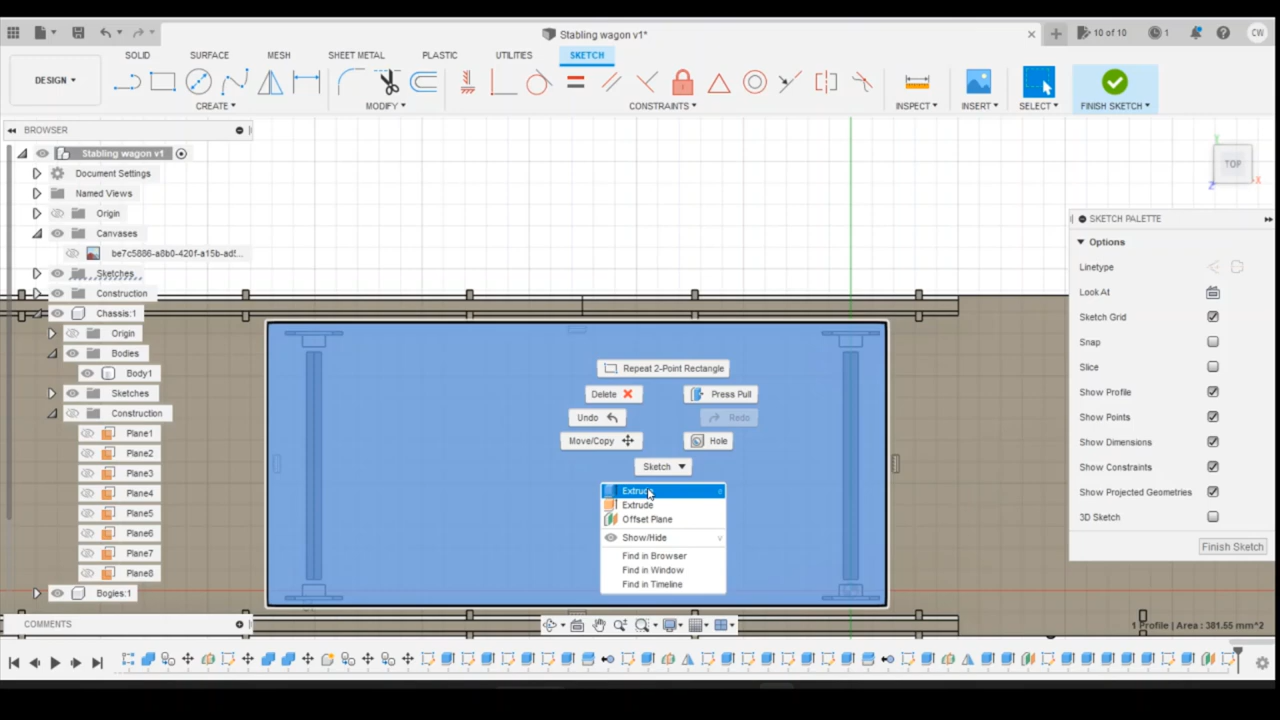 Stabling wagon v1*
10 of 10
1
CW
DESIGN
SOLID
SURFACE
MESH
SHEET METAL
PLASTIC
UTILITIES
SKETCH
CREATE
MODIFY
CONSTRAINTS
INSPECT
INSERT
SELECT
FINISH SKETCH
BROWSER
Stabling wagon v1
Document Settings
Named Views
Origin
Canvases
be7c5886-a8b0-420f-a15b-ad!...
Sketches
Construction
Chassis:1
Origin
Bodies
Body1
Sketches
Construction
Plane1
Plane2
Plane3
Plane4
Plane5
Plane6
Plane7
Plane8
Bogies:1
COMMENTS
Repeat 2-Point Rectangle
Delete
Press Pull
Undo
Redo
Move/Copy
Hole
Sketch
Extrude e
Extrude
Offset Plane
Show/Hide v
Find in Browser
Find in Window
Find in Timeline
Y
TOP
X
Z
SKETCH PALETTE
Options
Linetype
Look At
Sketch Grid
Snap
Slice
Show Profile
Show Points
Show Dimensions
Show Constraints
Show Projected Geometries
3D Sketch
Finish Sketch
1 Profile | Area : 381.55 mm^2